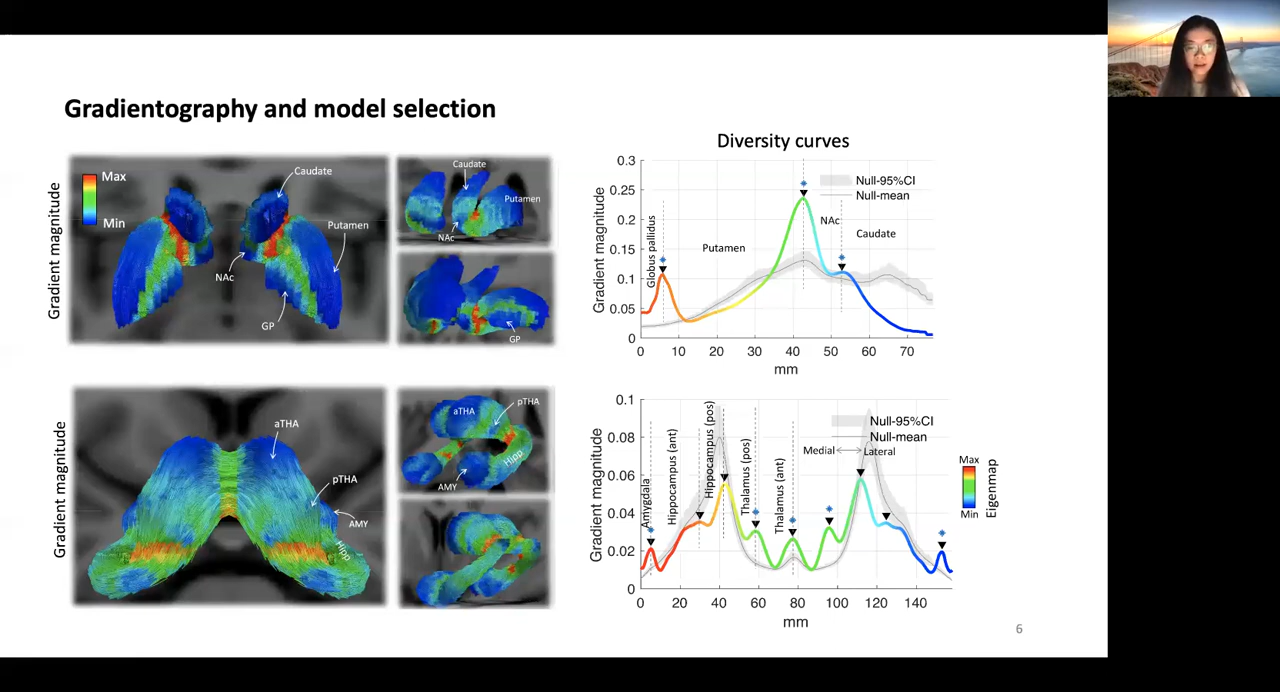 Gradientography and model selection
Gradient magnitude
Max
Min
Caudate
Putamen
NAc
GP
Caudate
Putamen
NAc
GP
Diversity curves
Gradient magnitude
0.3
0.25
0.2
0.15
0.1
0.05
0
Globus pallidus
Putamen
NAc
Caudate
Null-95%CI
Null-mean
0 10 20 30 40 50 60 70
mm
Gradient magnitude
aTHA
pTHA
AMY
Hipp
aTHA
pTHA
Hipp
AMY
Gradient magnitude
0.1
0.08
0.06
0.04
0.02
0
Amygdala
Hippocampus (ant)
Hippocampus (pos)
Thalamus (pos)
Thalamus (ant)
Null-95%CI
Null-mean
Medial Lateral
0 20 40 60 80 100 120 140
mm
Max
Min
Eigenmap
6